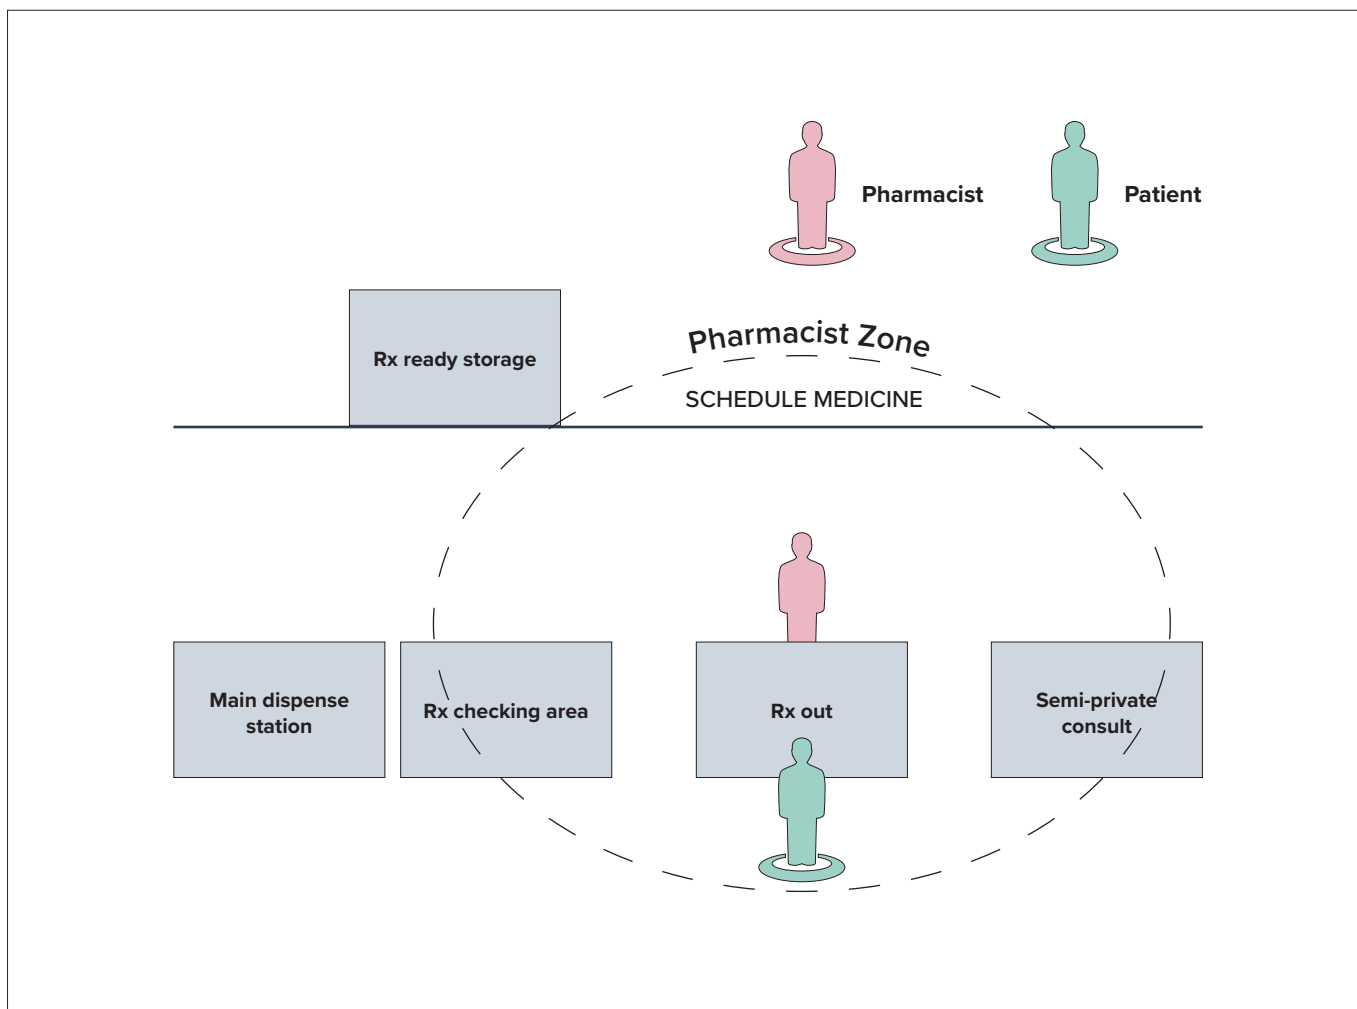 Pharmacist
Patient
Rx ready storage
Pharmacist Zone
SCHEDULE MEDICINE
Main dispense
station
Rx checking area
Rx out
Semi-private
consult